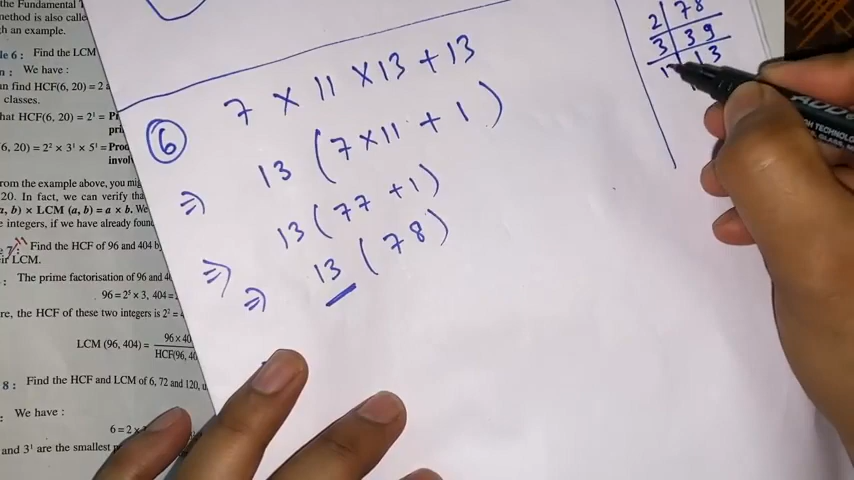 the Fundamental
method is also calle
h an example.
le 6 : Find the LCM
n : We have :
an find HCF(6, 20) = 2
classes.
hat HCF(6, 20) = 2¹ = Pr
pri
(6, 20) = 2² × 3¹ × 5¹ = Prod
invol
rom the example above, you mig
20. In fact, we can verify tha
(a, b) × LCM (a, b) = a × b. We
e integers, if we have already foun
e 7 : Find the HCF of 96 and 404 b
eir LCM.
: The prime factorisation of 96 and 4
96 = 2⁵ × 3, 404 =
re, the HCF of these two integers is 2² =
LCM (96, 404) = 96 × 40
HCF(96, 40
8 : Find the HCF and LCM of 6, 72 and 120, u
: We have :
6 = 2 ×
and 3¹ are the smallest p
6
7 × 11 × 13 + 13
⇒ 13 ( 7 × 11 + 1 )
13 ( 77 + 1 )
⇒
⇒ 13 ( 78 )
2 | 78
3 | 39
13
TECHNOLOG